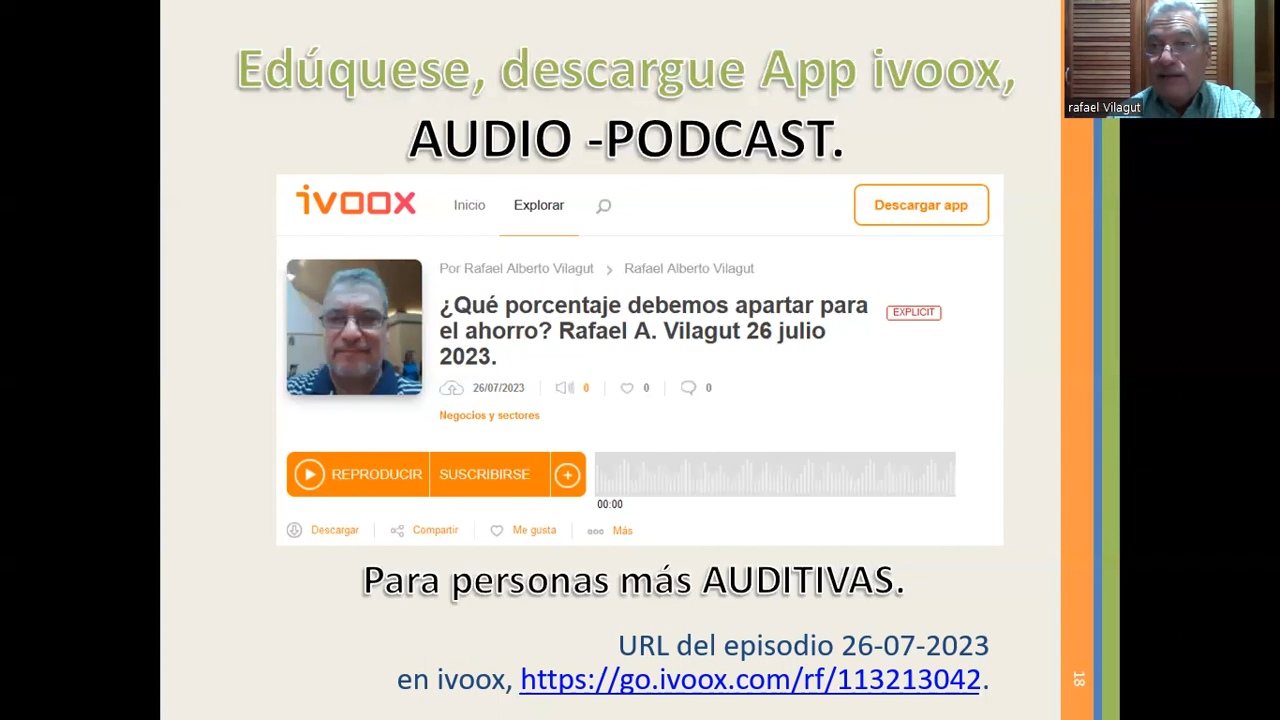 Edúquese, descargue App ivoox,
AUDIO -PODCAST.
rafael Vilagut
ivoox Inicio Explorar Descargar app
Por Rafael Alberto Vilagut > Rafael Alberto Vilagut
¿Qué porcentaje debemos apartar para
el ahorro? Rafael A. Vilagut 26 julio
2023.
EXPLICIT
26/07/2023 0 0 0
Negocios y sectores
REPRODUCIR SUSCRIBIRSE
00:00
Descargar Compartir Me gusta Más
Para personas más AUDITIVAS.
URL del episodio 26-07-2023
en ivoox, https://go.ivoox.com/rf/113213042.
18